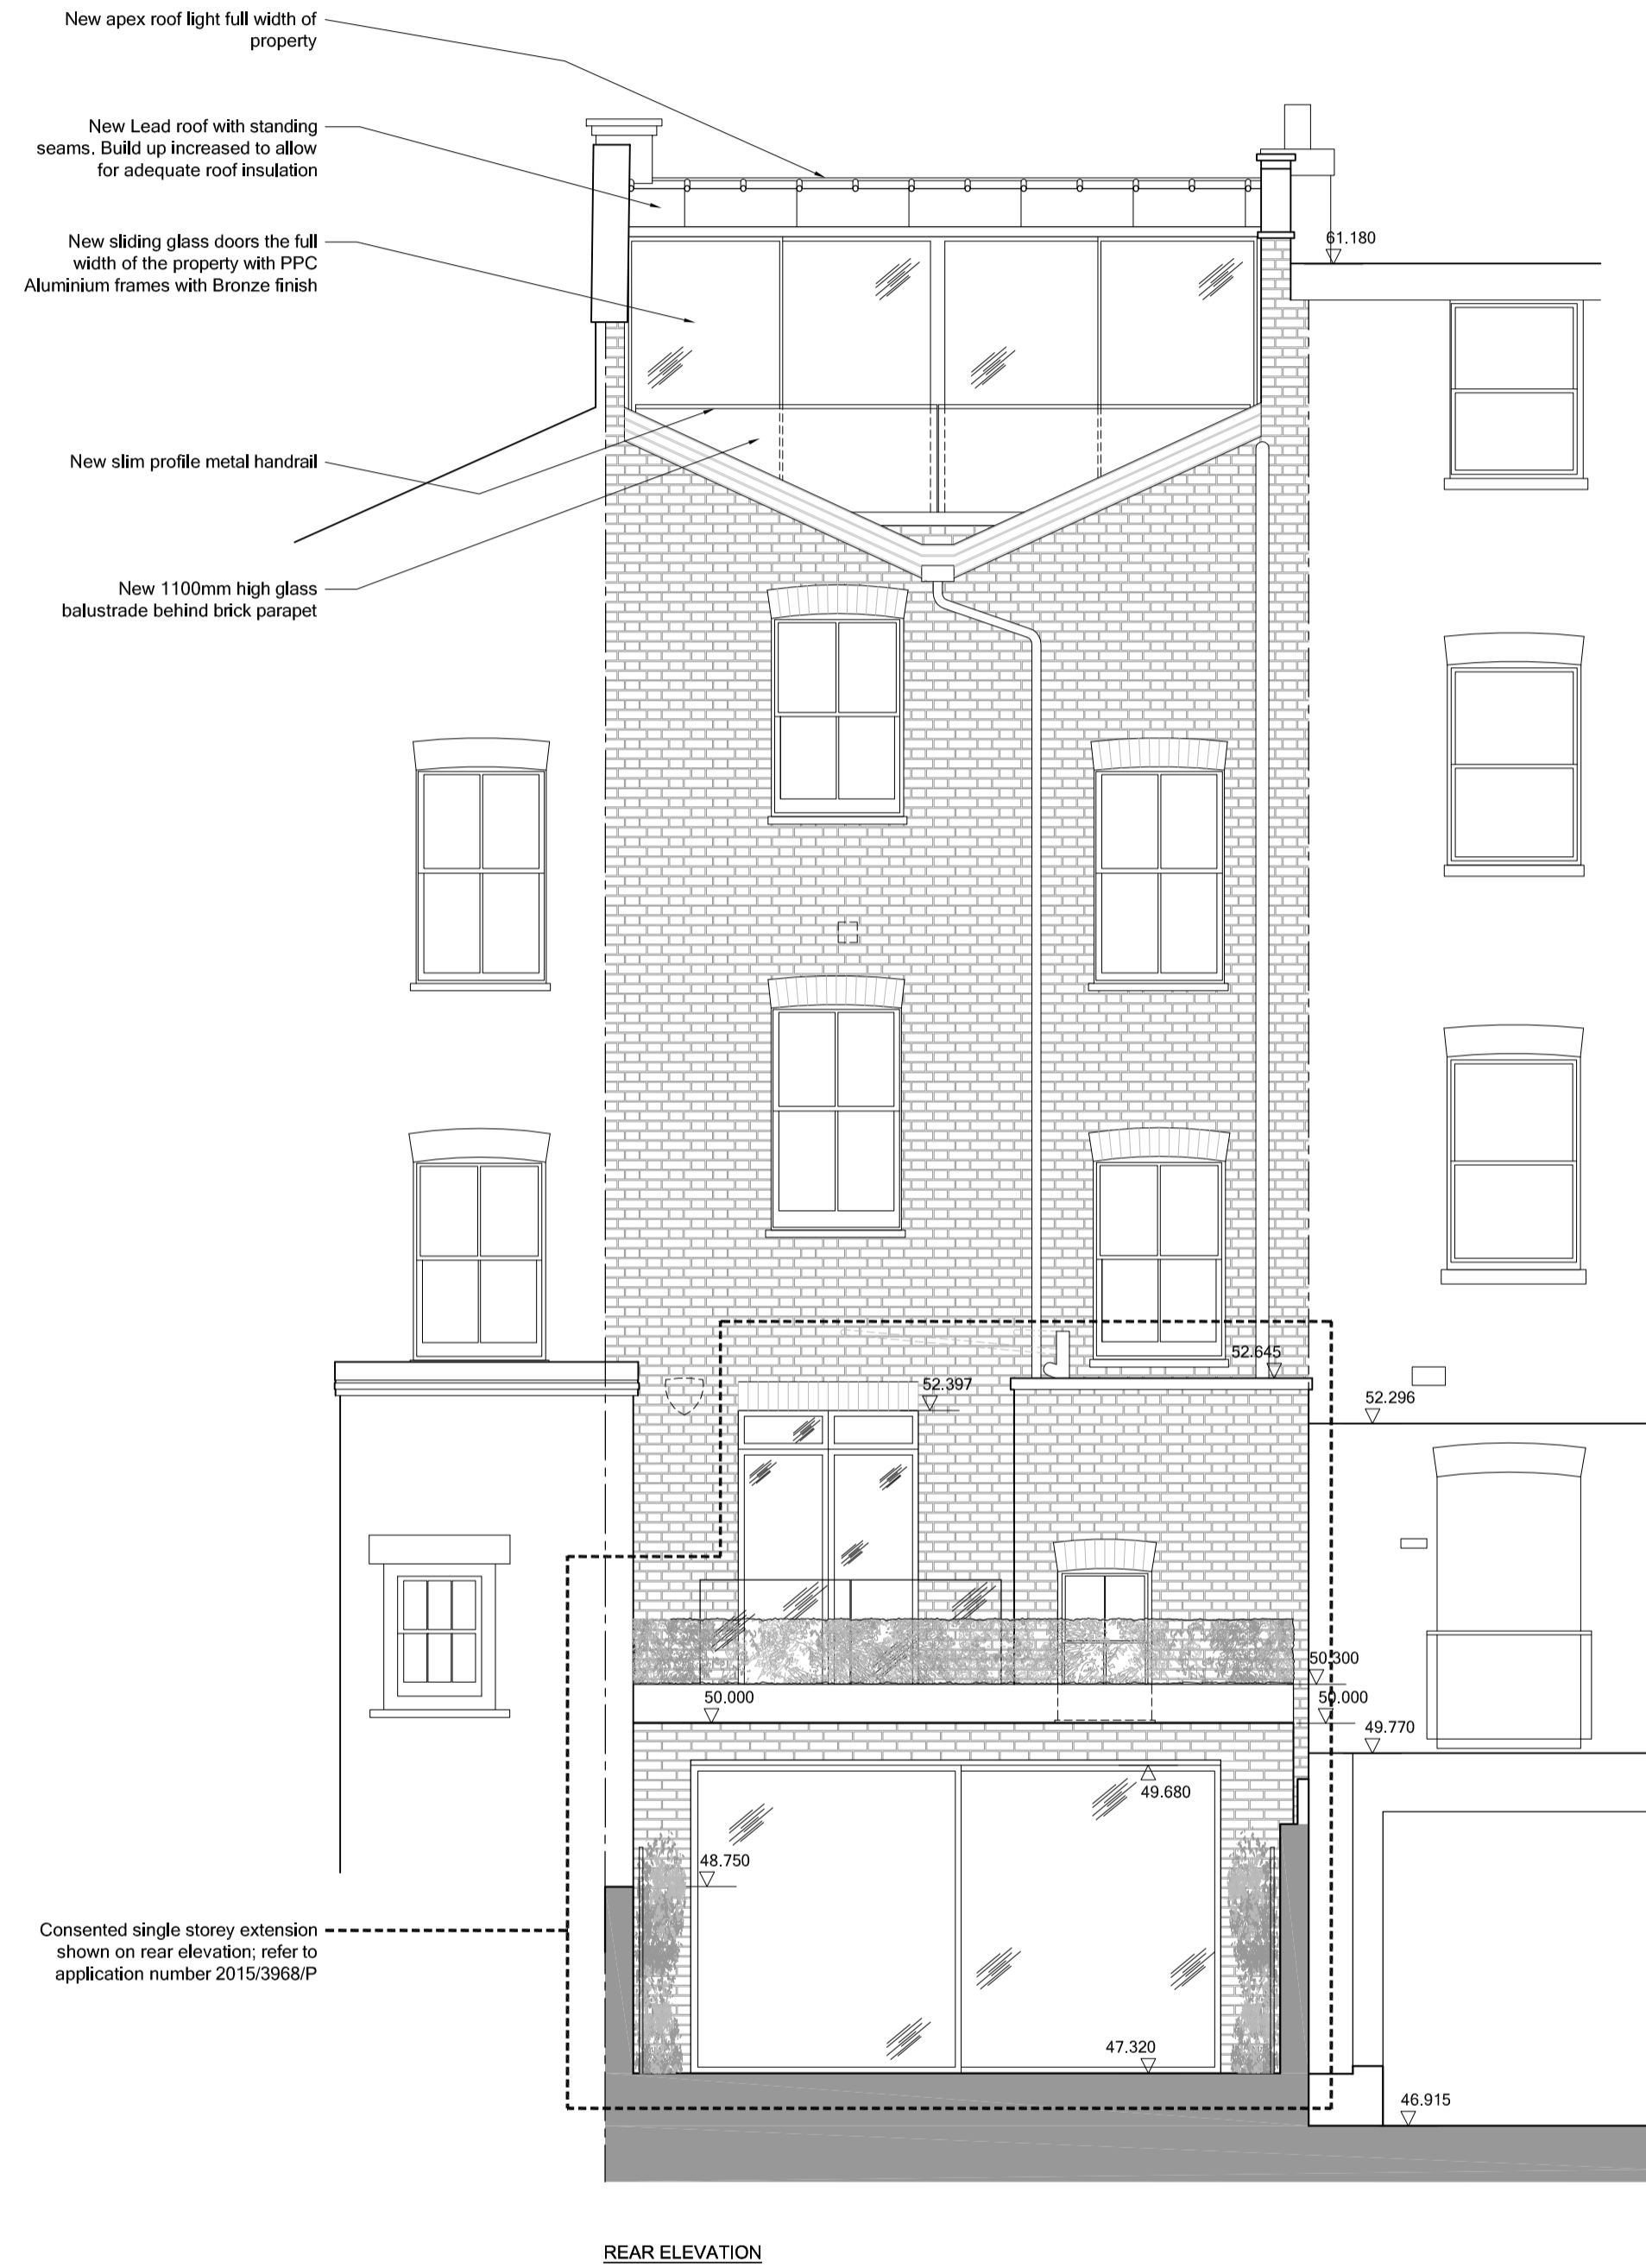 New apex roof light full width of
property
New Lead roof with standing
seams. Build up increased to allow
for adequate roof insulation
New sliding glass doors the full
width of the property with PPC
Aluminium frames with Bronze finish
61.180
New slim profile metal handrail
New 1100mm high glass
balustrade behind brick parapet
52.645
52.397
52.296
50.300
50.000
50.000
49.770
49.680
48.750
Consented single storey extension
shown on rear elevation; refer to
application number 2015/3968/P
47.320
46.915
REAR ELEVATION